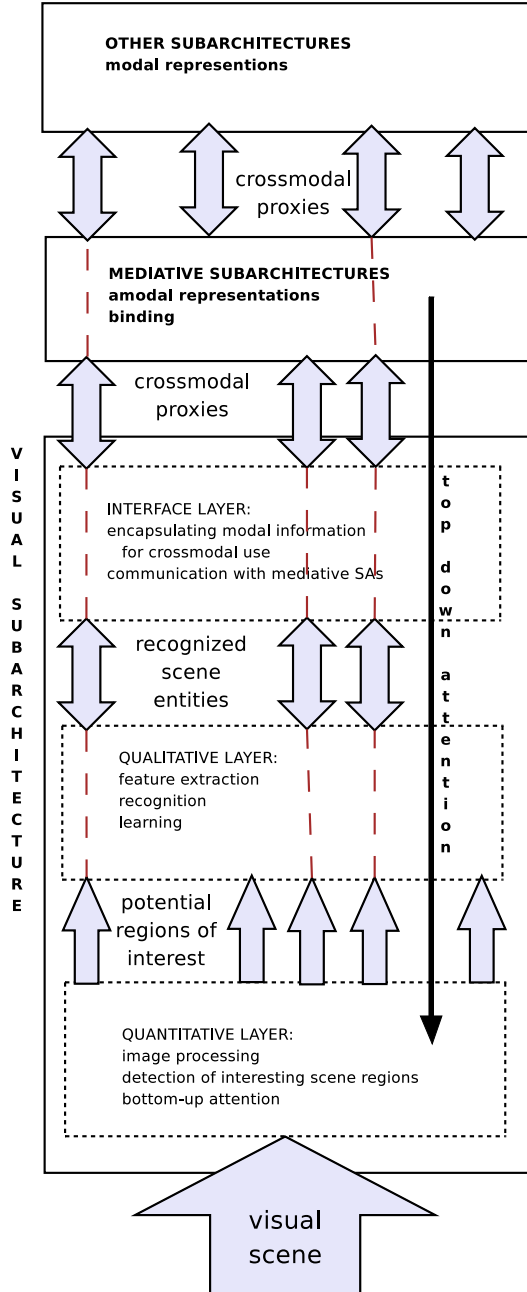 OTHER SUBARCHITECTURES
modal represention​s
crossmodal
proxies
MEDIATIVE SUBARCHITECTURES
amodal representations
binding
crossmodal
proxies
VISUAL SUBARCHITECTURE
INTERFACE LAYER:
encapsulating modal information
for crossmodal use
communication with mediative SAs
top down attention
recognized
scene
entities
QUALITATIVE LAYER:
feature extraction
recognition
learning
potential
regions of
interest
QUANTITATIVE LAYER:
image processing
detection of interesting scene regions
bottom-up attention
visual
scene